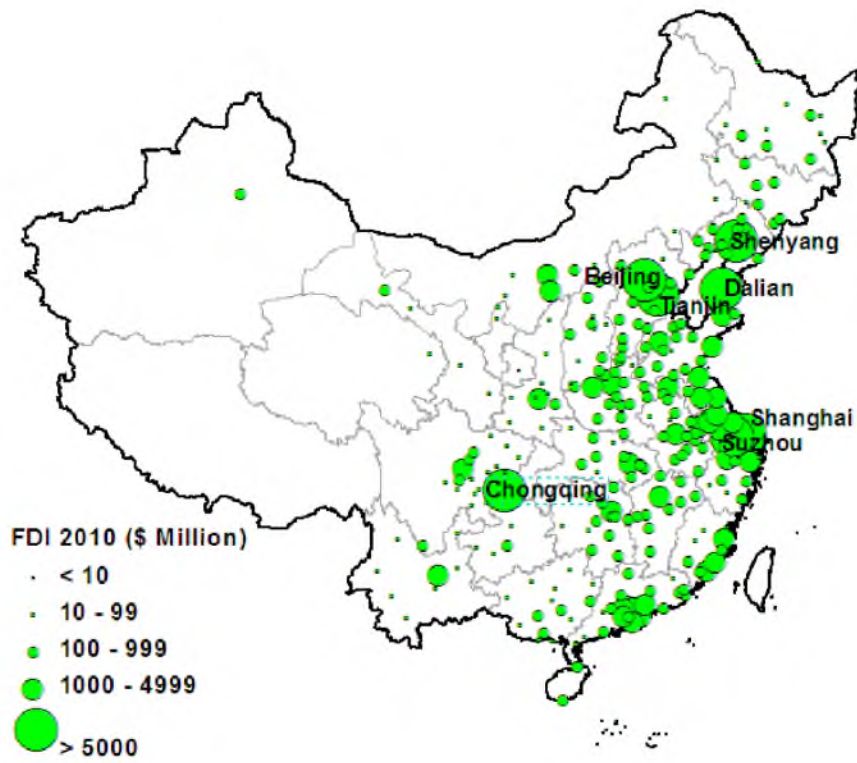 Shenyang
Beijing
Dalian
Tianjin
Shanghai
Suzhou
Chongqing
FDI 2010 ($ Million)
< 10
10 - 99
100 - 999
1000 - 4999
> 5000